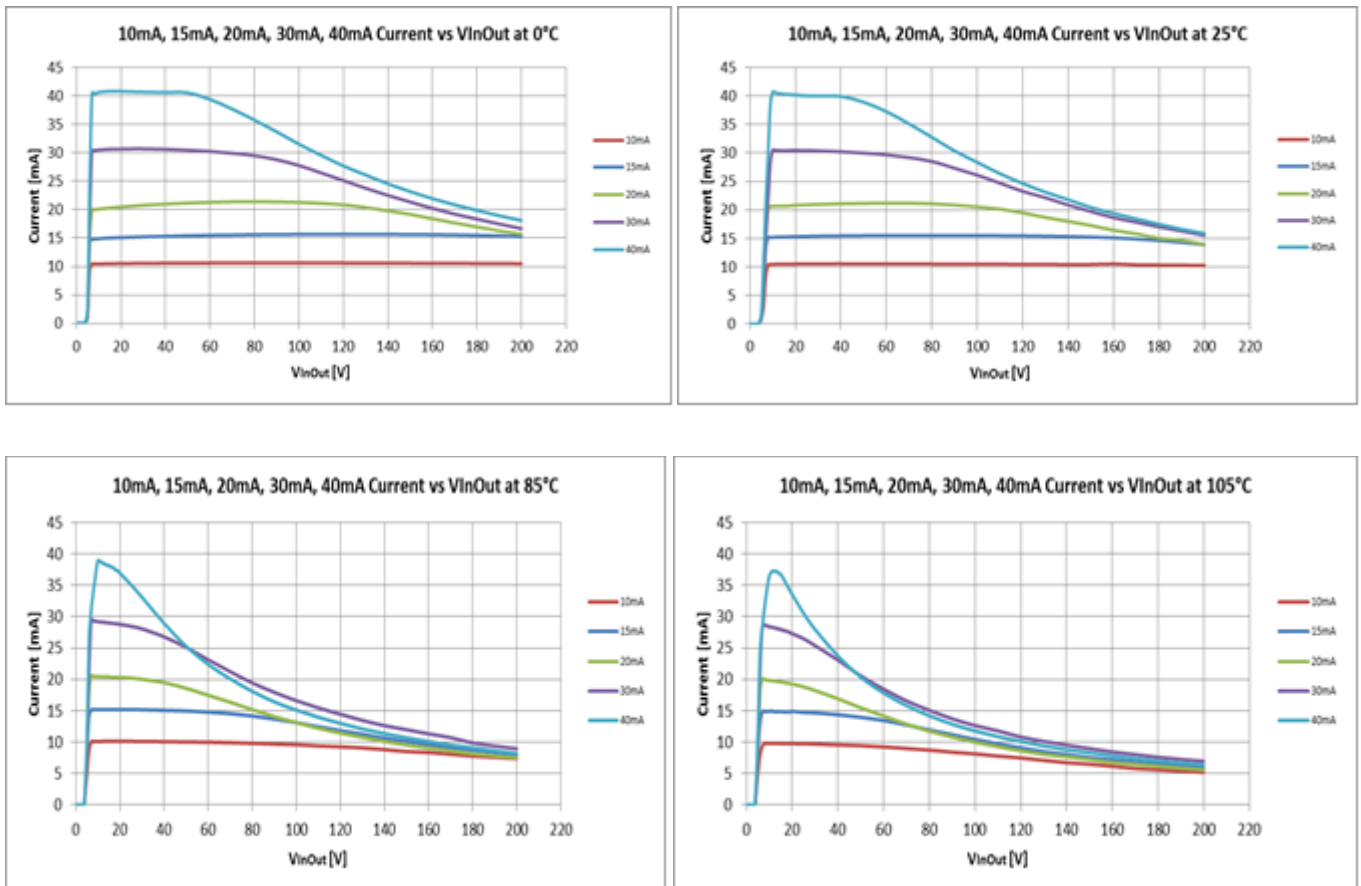 10mA, 15mA, 20mA, 30mA, 40mA Current vs VInOut at 0°C
45
40
35
30
25
20
15
10
5
0
Current [mA]
0 20 40 60 80 100 120 140 160 180 200 220
VInOut [V]
10mA
15mA
20mA
30mA
40mA
10mA, 15mA, 20mA, 30mA, 40mA Current vs VInOut at 25°C
45
40
35
30
25
20
15
10
5
0
Current [mA]
0 20 40 60 80 100 120 140 160 180 200 220
VInOut [V]
10mA
15mA
20mA
30mA
40mA
10mA, 15mA, 20mA, 30mA, 40mA Current vs VInOut at 85°C
45
40
35
30
25
20
15
10
5
0
Current [mA]
0 20 40 60 80 100 120 140 160 180 200 220
VInOut [V]
10mA
15mA
20mA
30mA
40mA
10mA, 15mA, 20mA, 30mA, 40mA Current vs VInOut at 105°C
45
40
35
30
25
20
15
10
5
0
Current [mA]
0 20 40 60 80 100 120 140 160 180 200 220
VInOut [V]
10mA
15mA
20mA
30mA
40mA